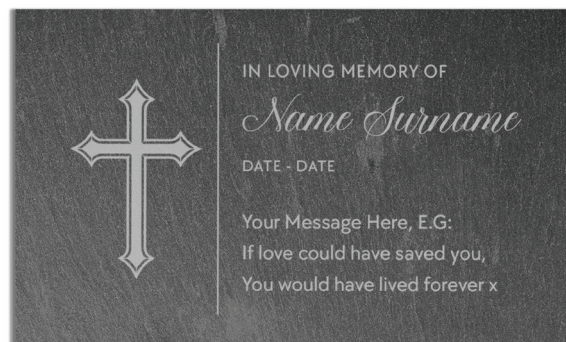 IN LOVING MEMORY OF
Name Surname
DATE - DATE
Your Message Here, E.G:
If love could have saved you,
You would have lived forever x